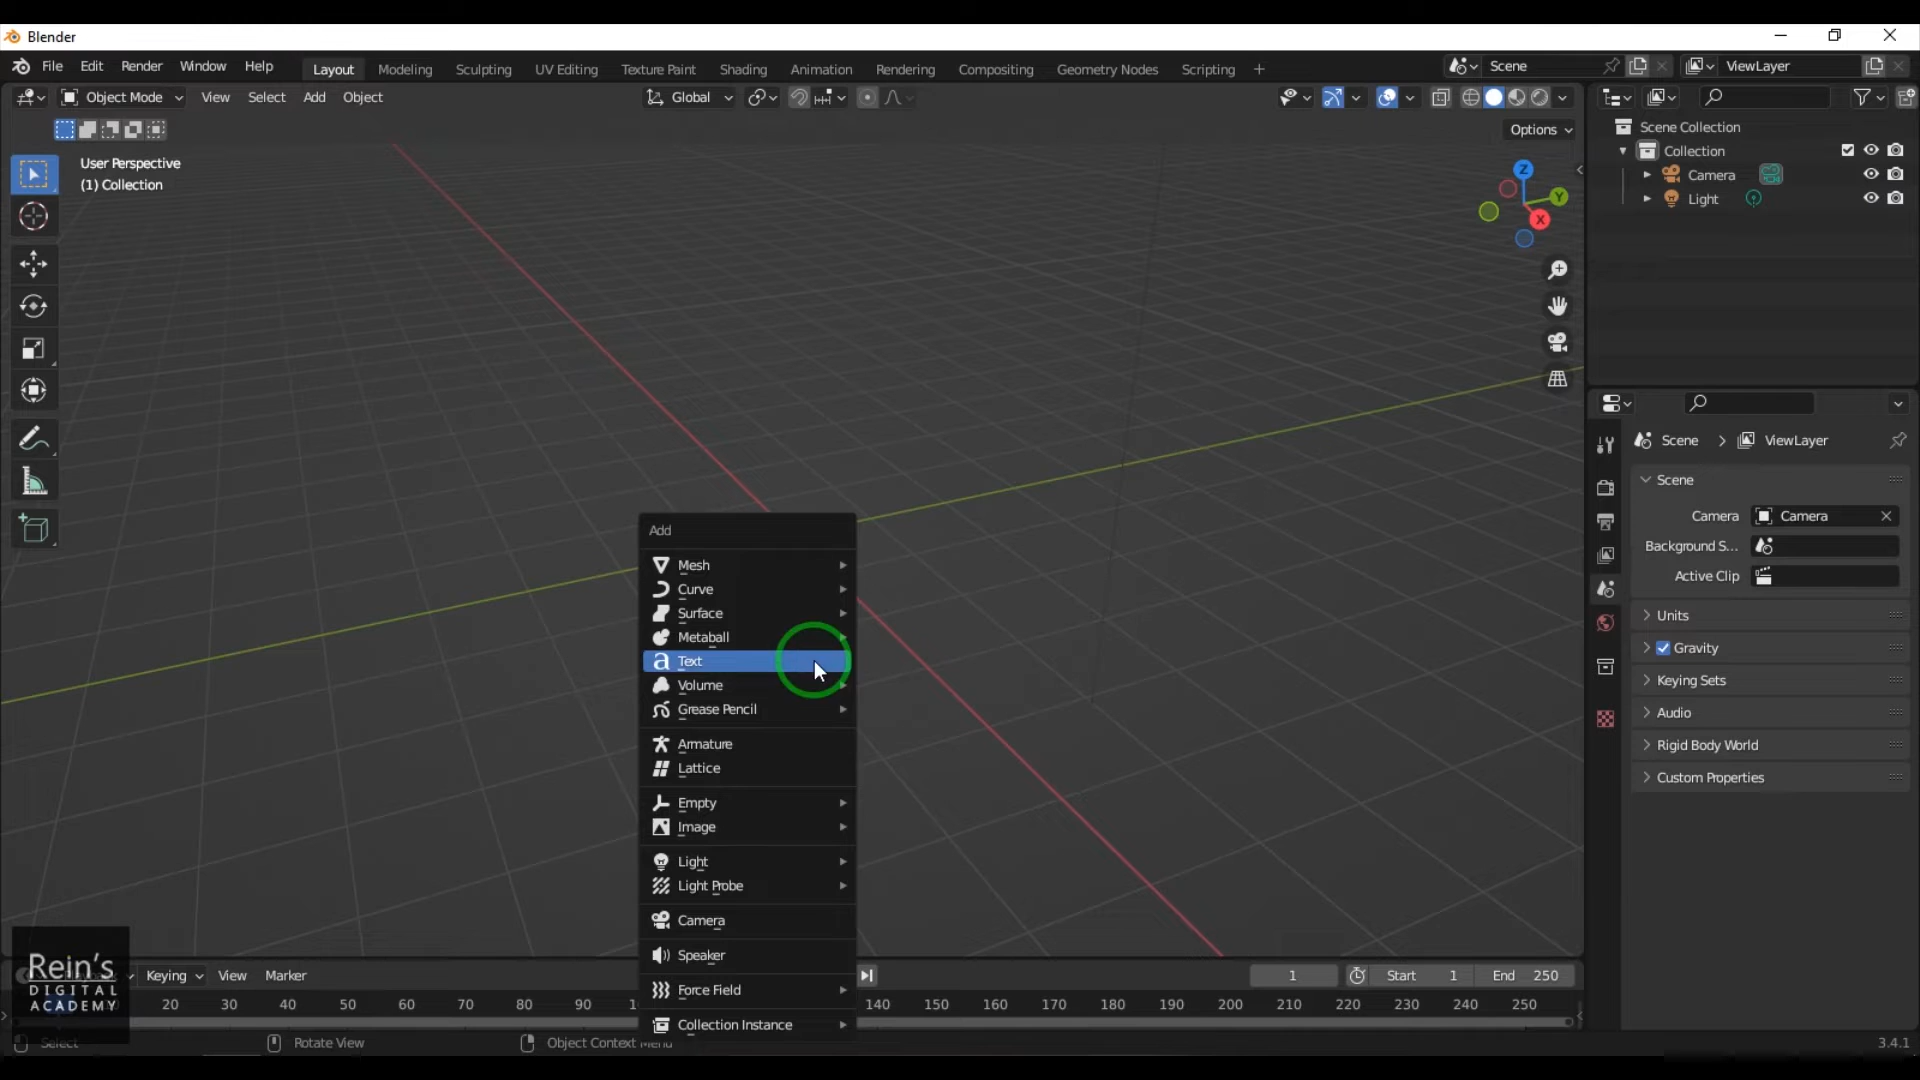 Blender
File Edit Render Window Help Layout Modeling Sculpting UV Editing Texture Paint Shading Animation Rendering Compositing Geometry Nodes Scripting + Scene ViewLayer
Object Mode View Select Add Object Global
Options
User Perspective
(1) Collection
Z
Y
X
Scene Collection
Collection
Camera
Light
Scene > ViewLayer
Scene
Camera Camera
Background S...
Active Clip
Units
Gravity
Keying Sets
Audio
Rigid Body World
Custom Properties
Add
Mesh
Curve
Surface
Metaball
Text
Volume
Grease Pencil
Armature
Lattice
Empty
Image
Light
Light Probe
Camera
Speaker
Force Field
Collection Instance
Rein's
DIGITAL
ACADEMY
Keying View Marker
1 Start 1 End 250
20 30 40 50 60 70 80 90 140 150 160 170 180 190 200 210 220 230 240 250
Select Rotate View Object Context Menu 3.4.1